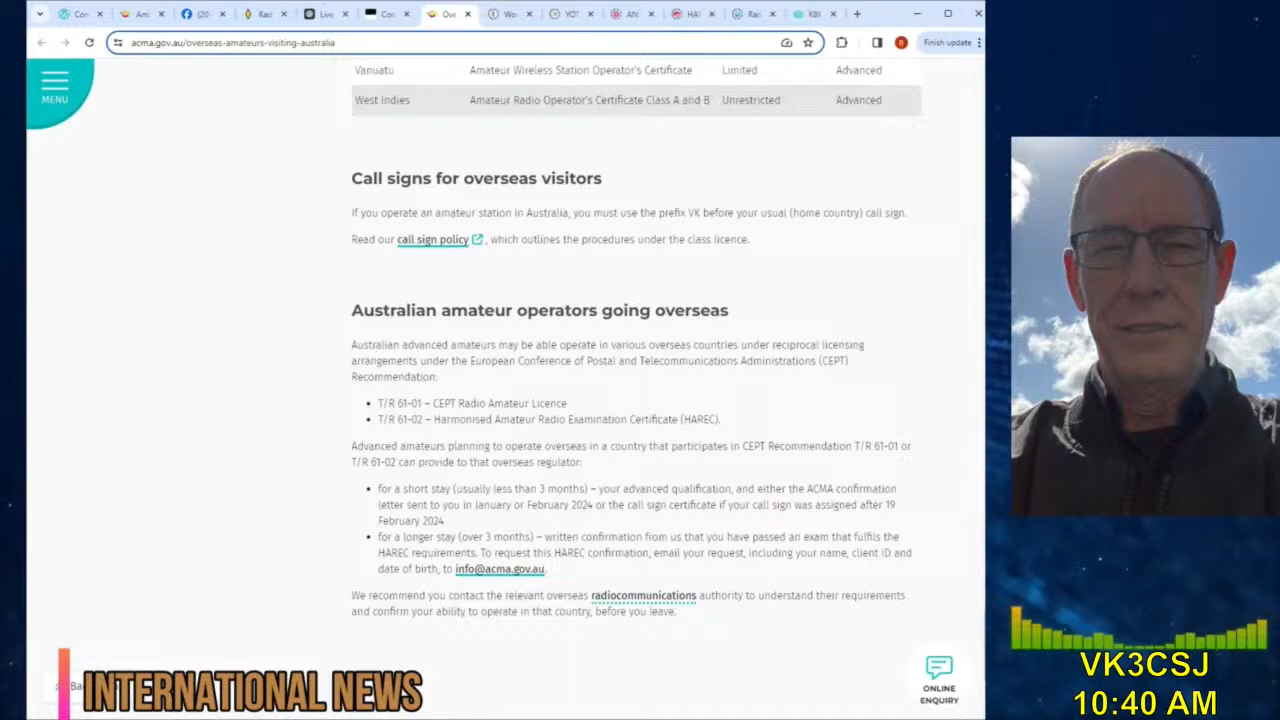 Con
Am
(20
Rad
Live
Con
Ove
Wo
YOT
AN
HA
Rad
KB
acma.gov.au/overseas-amateurs-visiting-australia
Finish update
MENU
Vanuatu Amateur Wireless Station Operator's Certificate Limited Advanced
West Indies Amateur Radio Operator's Certificate Class A and B Unrestricted Advanced
Call signs for overseas visitors
If you operate an amateur station in Australia, you must use the prefix VK before your usual (home country) call sign.
Read our call sign policy , which outlines the procedures under the class licence.
Australian amateur operators going overseas
Australian advanced amateurs may be able operate in various overseas countries under reciprocal licensing
arrangements under the European Conference of Postal and Telecommunications Administrations (CEPT)
Recommendation:
T/R 61-01 – CEPT Radio Amateur Licence
T/R 61-02 – Harmonised Amateur Radio Examination Certificate (HAREC).
Advanced amateurs planning to operate overseas in a country that participates in CEPT Recommendation T/R 61-01 or
T/R 61-02 can provide to that overseas regulator:
for a short stay (usually less than 3 months) – your advanced qualification, and either the ACMA confirmation
letter sent to you in January or February 2024 or the call sign certificate if your call sign was assigned after 19
February 2024
for a longer stay (over 3 months) – written confirmation from us that you have passed an exam that fulfils the
HAREC requirements. To request this HAREC confirmation, email your request, including your name, client ID and
date of birth, to info@acma.gov.au.
We recommend you contact the relevant overseas radiocommunications authority to understand their requirements
and confirm your ability to operate in that country, before you leave.
ONLINE
ENQUIRY
INTERNATIONAL NEWS
VK3CSJ
10:40 AM